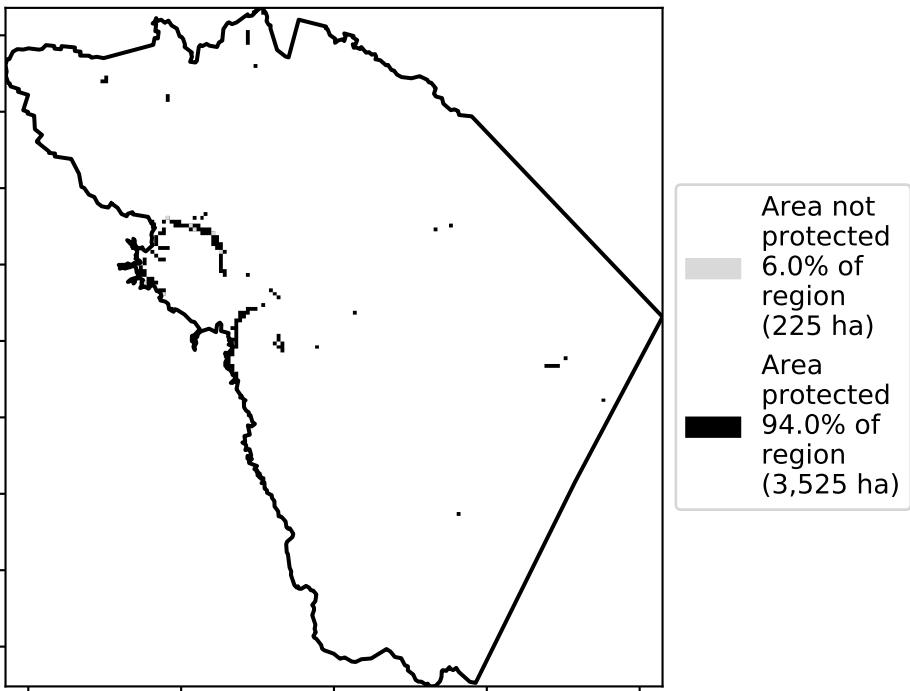 Area not
protected
6.0% of
region
(225 ha)
Area
protected
94.0% of
region
(3,525 ha)